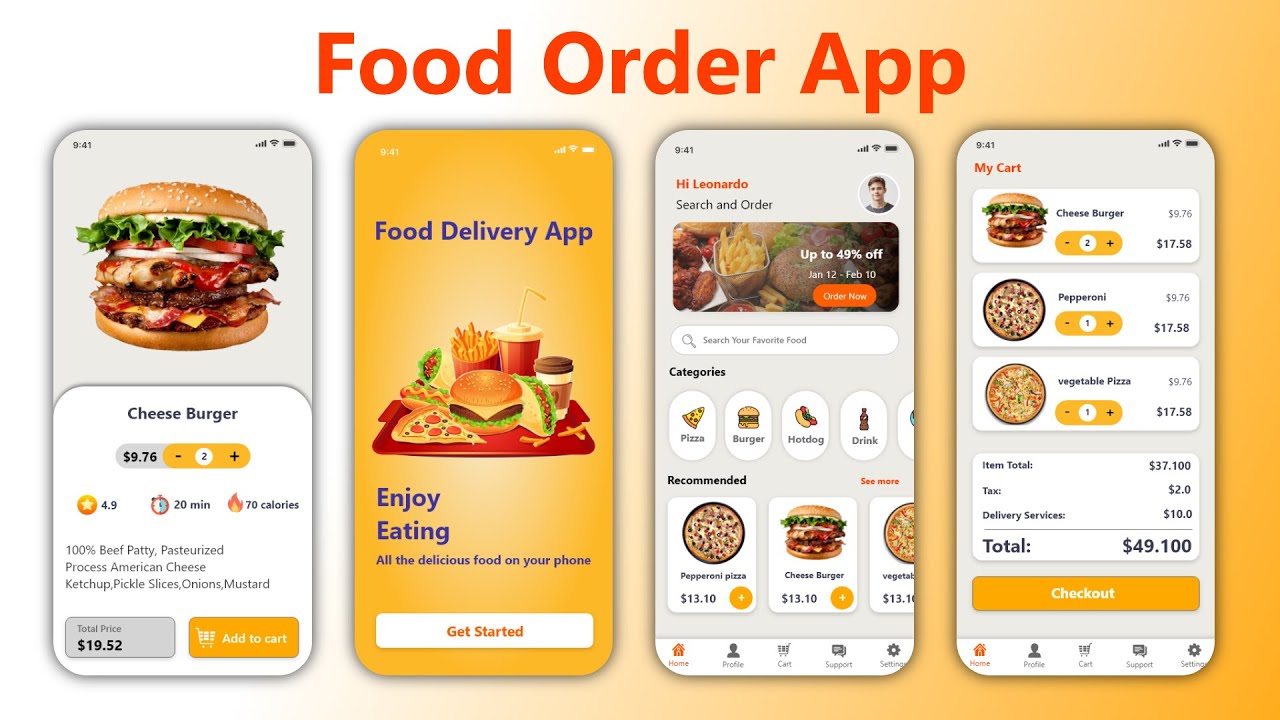 Food Order App
9:41
Cheese Burger
$9.76 - 2 +
4.9 20 min 70 calories
100% Beef Patty, Pasteurized
Process American Cheese
Ketchup,Pickle Slices,Onions,Mustard
Total Price
$19.52
Add to cart
9:41
Food Delivery App
Enjoy
Eating
All the delicious food on your phone
Get Started
9:41
Hi Leonardo
Search and Order
Up to 49% off
Jan 12 - Feb 10
Order Now
Search Your Favorite Food
Categories
Pizza Burger Hotdog Drink
Recommended See more
Pepperoni pizza Cheese Burger vegetab
$13.10 + $13.10 + $13.1
Home Profile Cart Support Settings
9:41
My Cart
Cheese Burger $9.76
- 2 + $17.58
Pepperoni $9.76
- 1 + $17.58
vegetable Pizza $9.76
- 1 + $17.58
Item Total: $37.100
Tax: $2.0
Delivery Services: $10.0
Total: $49.100
Checkout
Home Profile Cart Support Settings